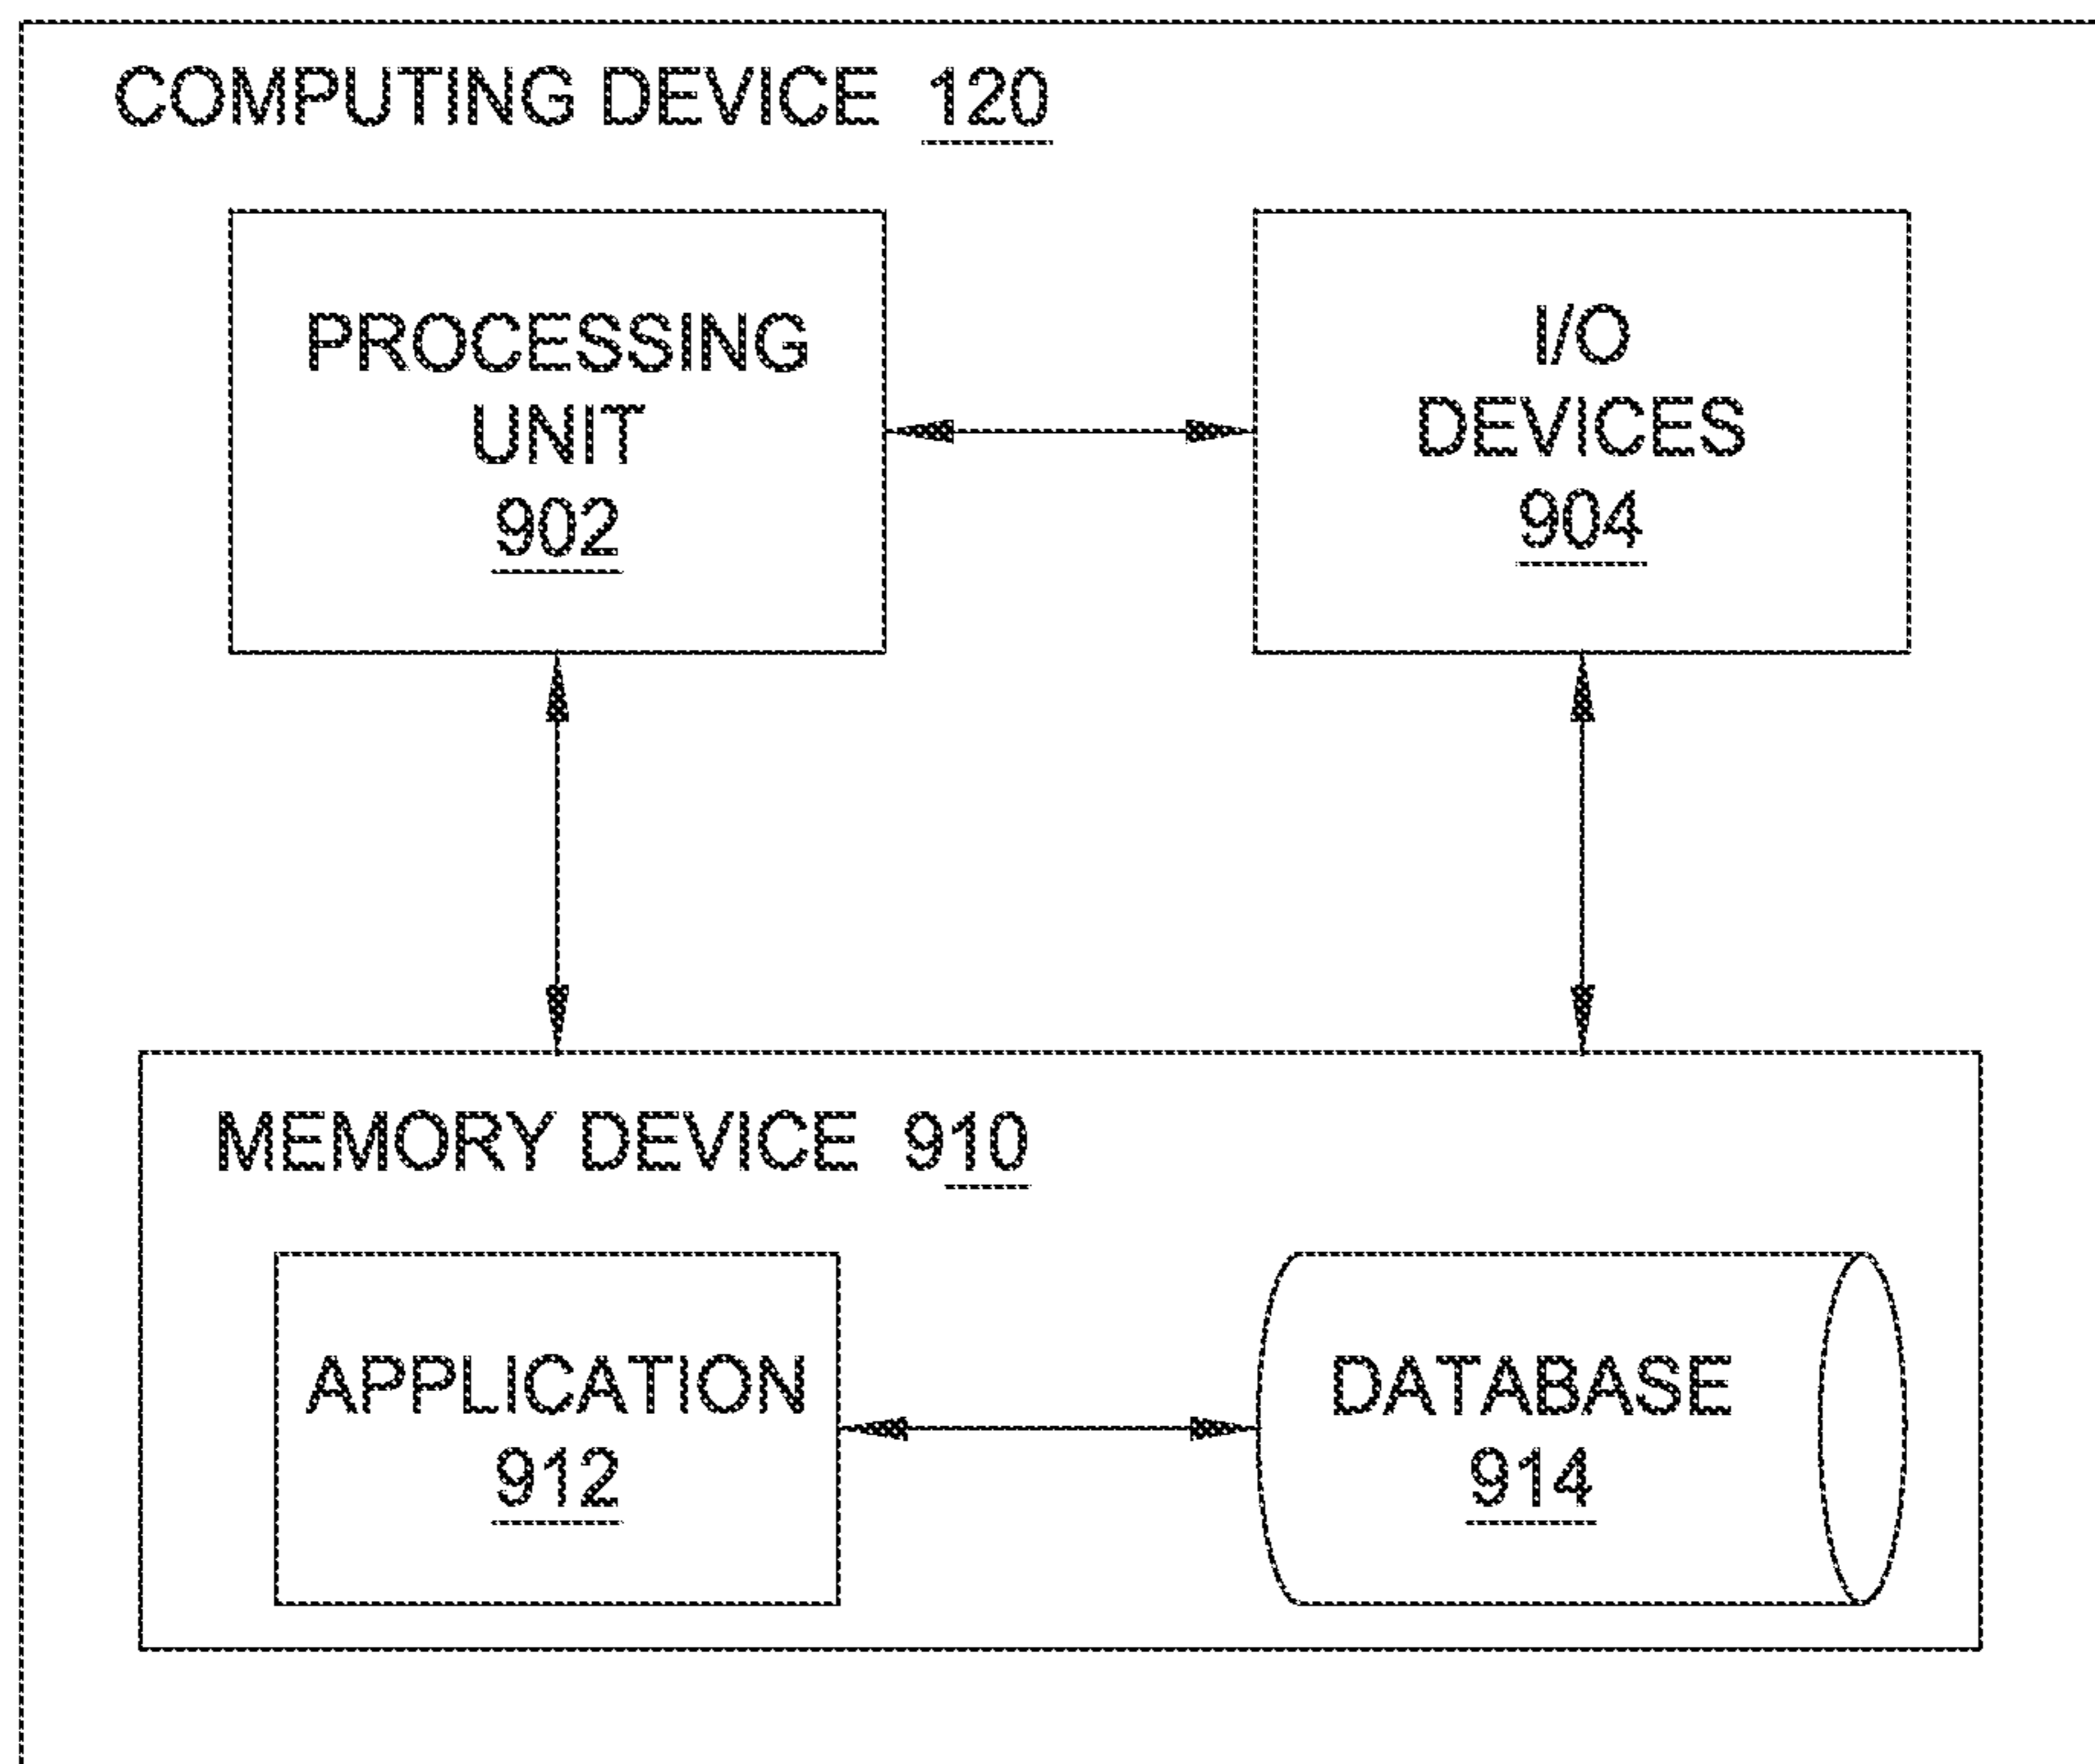 COMPUTING DEVICE 120
PROCESSING
UNIT
902
I/O
DEVICES
904
MEMORY DEVICE 910
APPLICATION
912
DATABASE
914